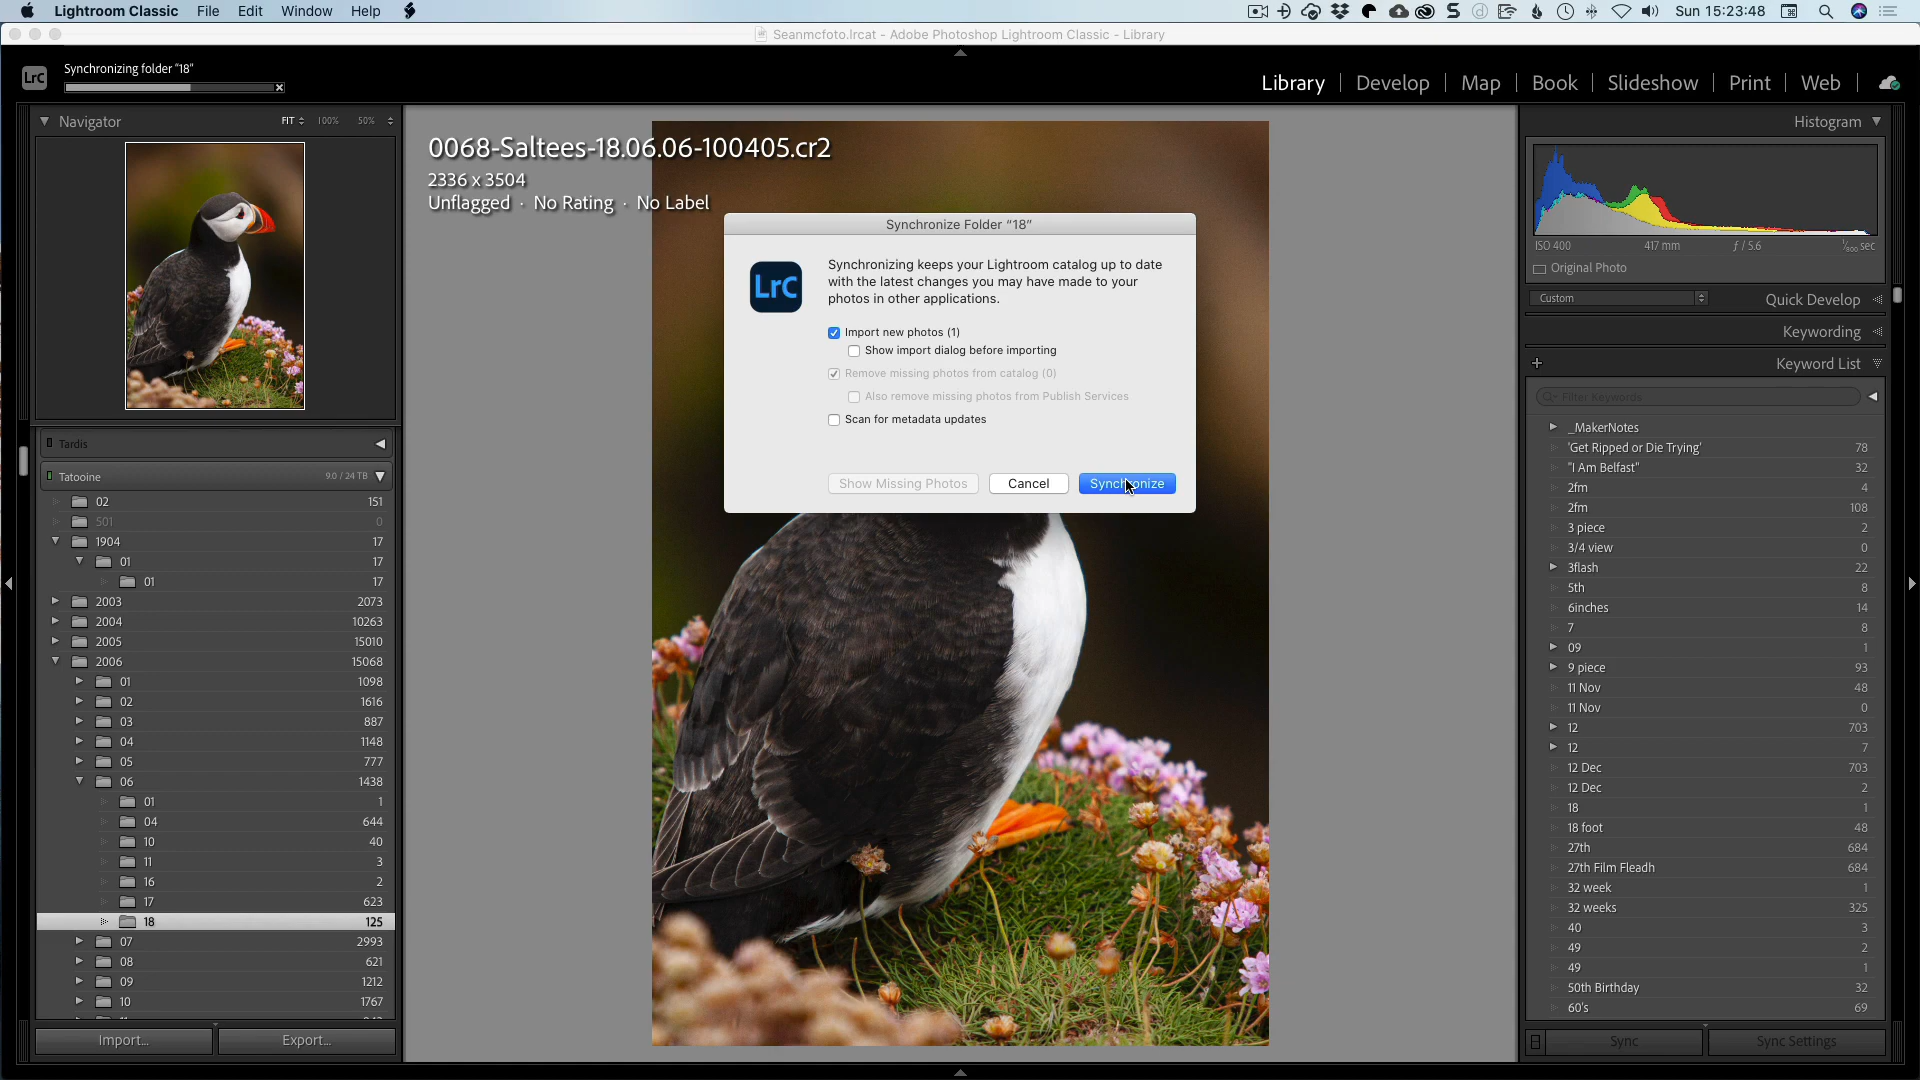 Lightroom Classic File Edit Window Help
Sun 15:23:48
Seanmcfoto.lrcat - Adobe Photoshop Lightroom Classic - Library
LrC
Synchronizing folder “18”
Library Develop Map Book Slideshow Print Web
Navigator FIT 100% 50%
Tardis
Tatooine 9.0 / 24 TB
02 151
501 0
1904 17
01 17
01 17
2003 2073
2004 10263
2005 15010
2006 15068
01 1098
02 1616
03 887
04 1148
05 777
06 1438
01 1
04 644
10 40
11 3
16 2
17 623
18 125
07 2993
08 621
09 1212
10 1767
Import... Export...
0068-Saltees-18.06.06-100405.cr2
2336 x 3504
Unflagged · No Rating · No Label
Synchronize Folder “18”
LrC
Synchronizing keeps your Lightroom catalog up to date
with the latest changes you may have made to your
photos in other applications.
Import new photos (1)
Show import dialog before importing
Remove missing photos from catalog (0)
Also remove missing photos from Publish Services
Scan for metadata updates
Show Missing Photos Cancel Synchronize
Histogram
ISO 400 417 mm ƒ / 5.6 1/800 sec
Original Photo
Custom Quick Develop
Keywording
+ Keyword List
Filter Keywords
_MakerNotes
'Get Ripped or Die Trying' 78
"I Am Belfast" 32
2fm 4
2fm 108
3 piece 2
3/4 view 0
3flash 22
5th 8
6inches 14
7 8
09 1
9 piece 93
11 Nov 48
11 Nov 0
12 703
12 7
12 Dec 703
12 Dec 2
18 1
18 foot 48
27th 684
27th Film Fleadh 684
32 week 1
32 weeks 325
40 3
49 2
49 1
50th Birthday 32
60's 69
Sync Sync Settings